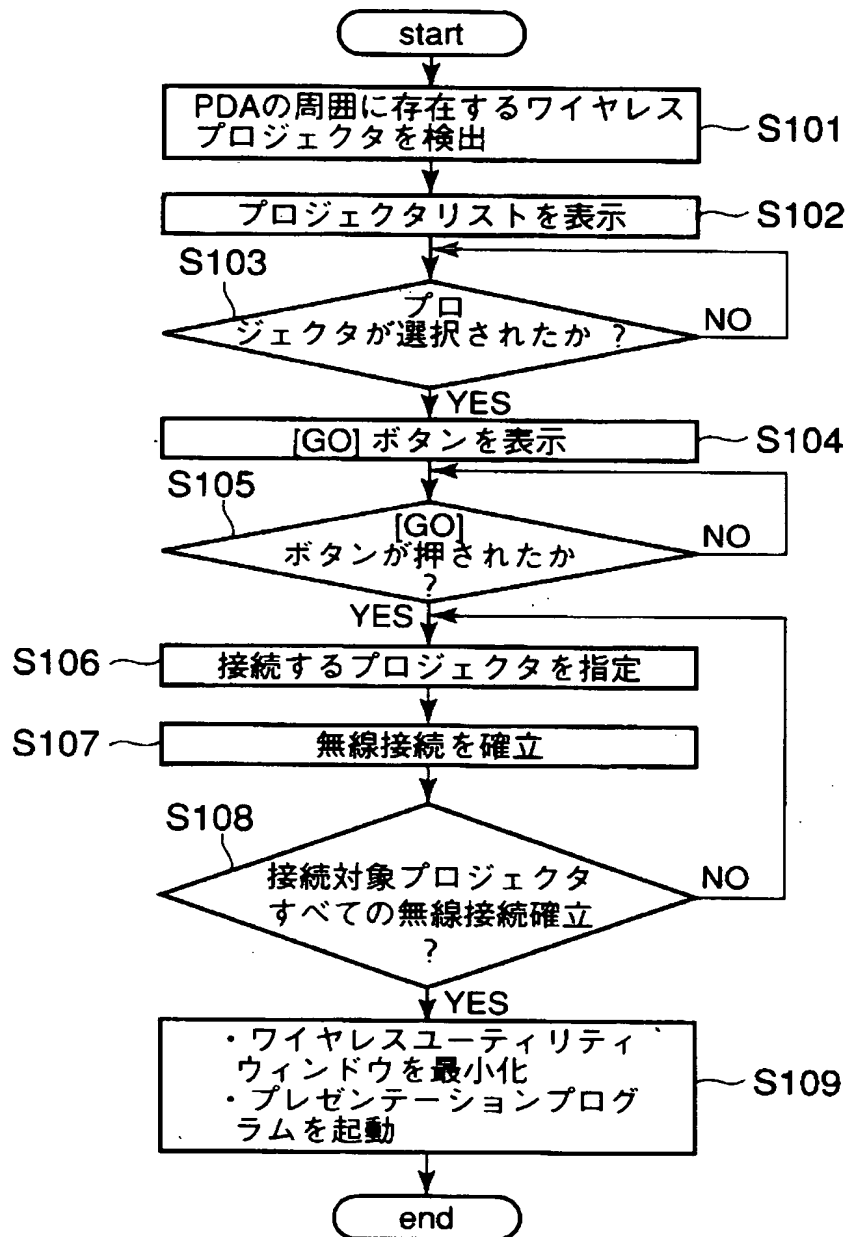 start
PDAの周囲に存在するワイヤレス
プロジェクタを検出
S101
プロジェクタリストを表示
S102
S103
プロ
ジェクタが選択されたか ?
NO
YES
[GO] ボタンを表示
S104
S105
[GO]
ボタンが押されたか
?
NO
YES
S106
接続するプロジェクタを指定
S107
無線接続を確立
S108
接続対象プロジェクタ
すべての無線接続確立
?
NO
YES
・ワイヤレスユーティリティ
ウィンドウを最小化
・プレゼンテーションプログ
ラムを起動
S109
end